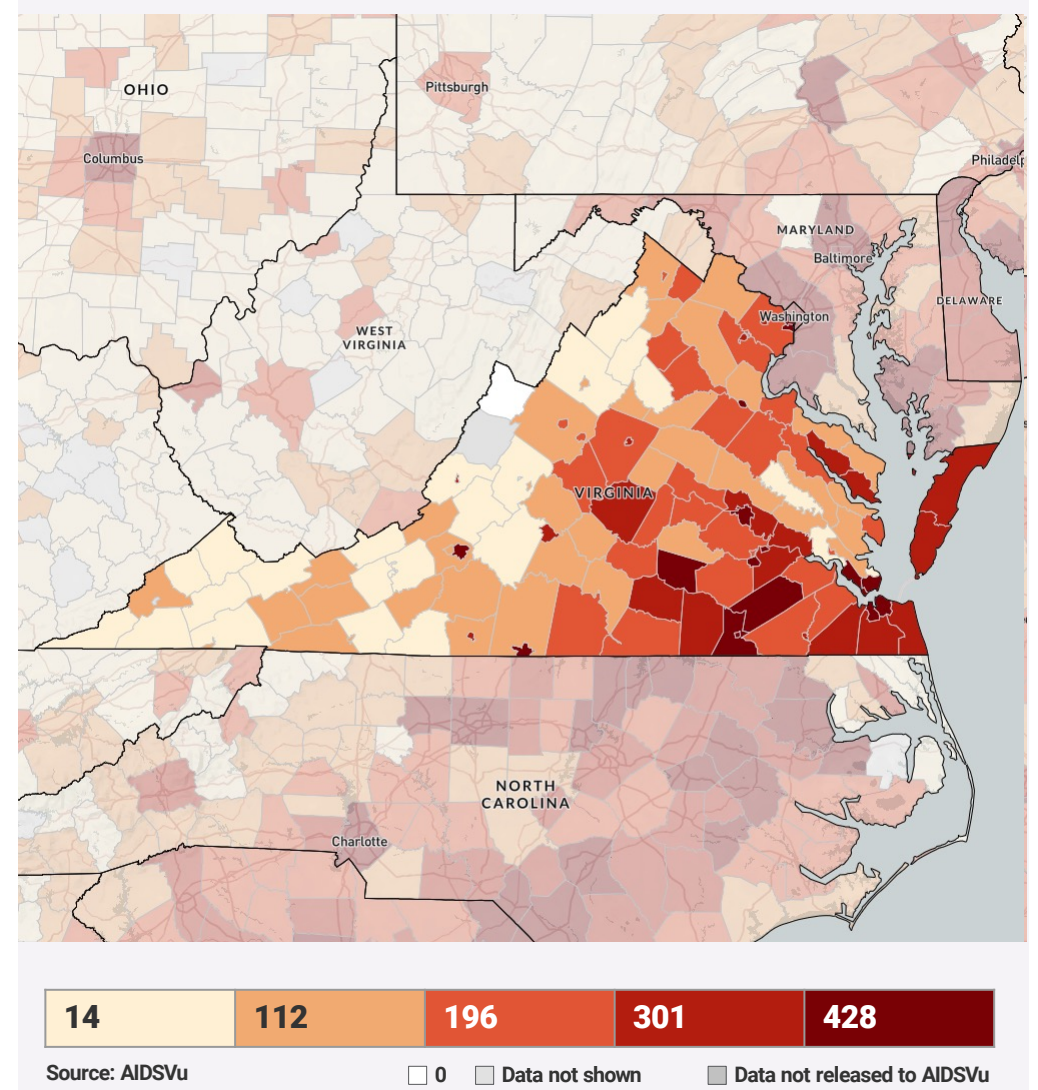 OHIO
Pittsburgh
Columbus
MARYLAND
Baltimore
DELAWARE
Washington
WEST
VIRGINIA
VIRGINIA
NORTH
CAROLINA
Charlotte
14
112
196
301
428
Source: AIDSVu
0
Data not shown
Data not released to AIDSVu